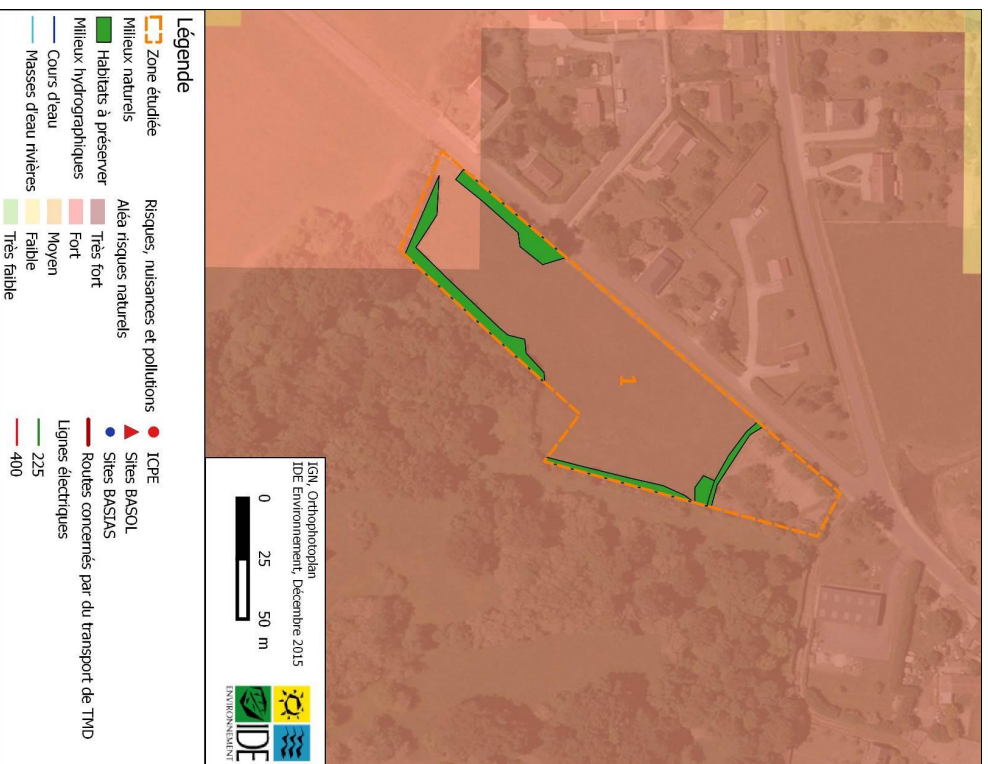 1
IGN, Orthophotoplan
IDE Environnement, Décembre 2015
0 25 50 m
IDE
ENVIRONNEMENT
Légende
Zone étudiée
Milieux naturels
Habitats à préserver
Milieux hydrographiques
Cours d'eau
Masses d'eau rivières
Risques, nuisances et pollutions
Aléa risques naturels
Très fort
Fort
Moyen
Faible
Très faible
ICPE
Sites BASOL
Sites BASIAS
Routes concernés par du transport de TMD
Lignes électriques
225
400